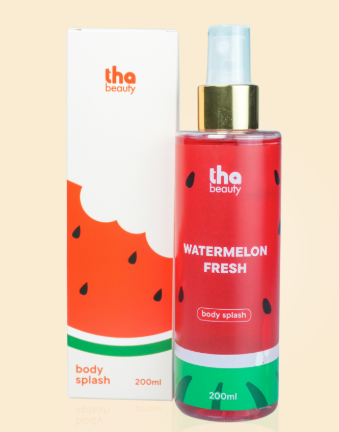 tha
beauty
body
splash
200ml
tha
beauty
WATERMELON
FRESH
body splash
200ml